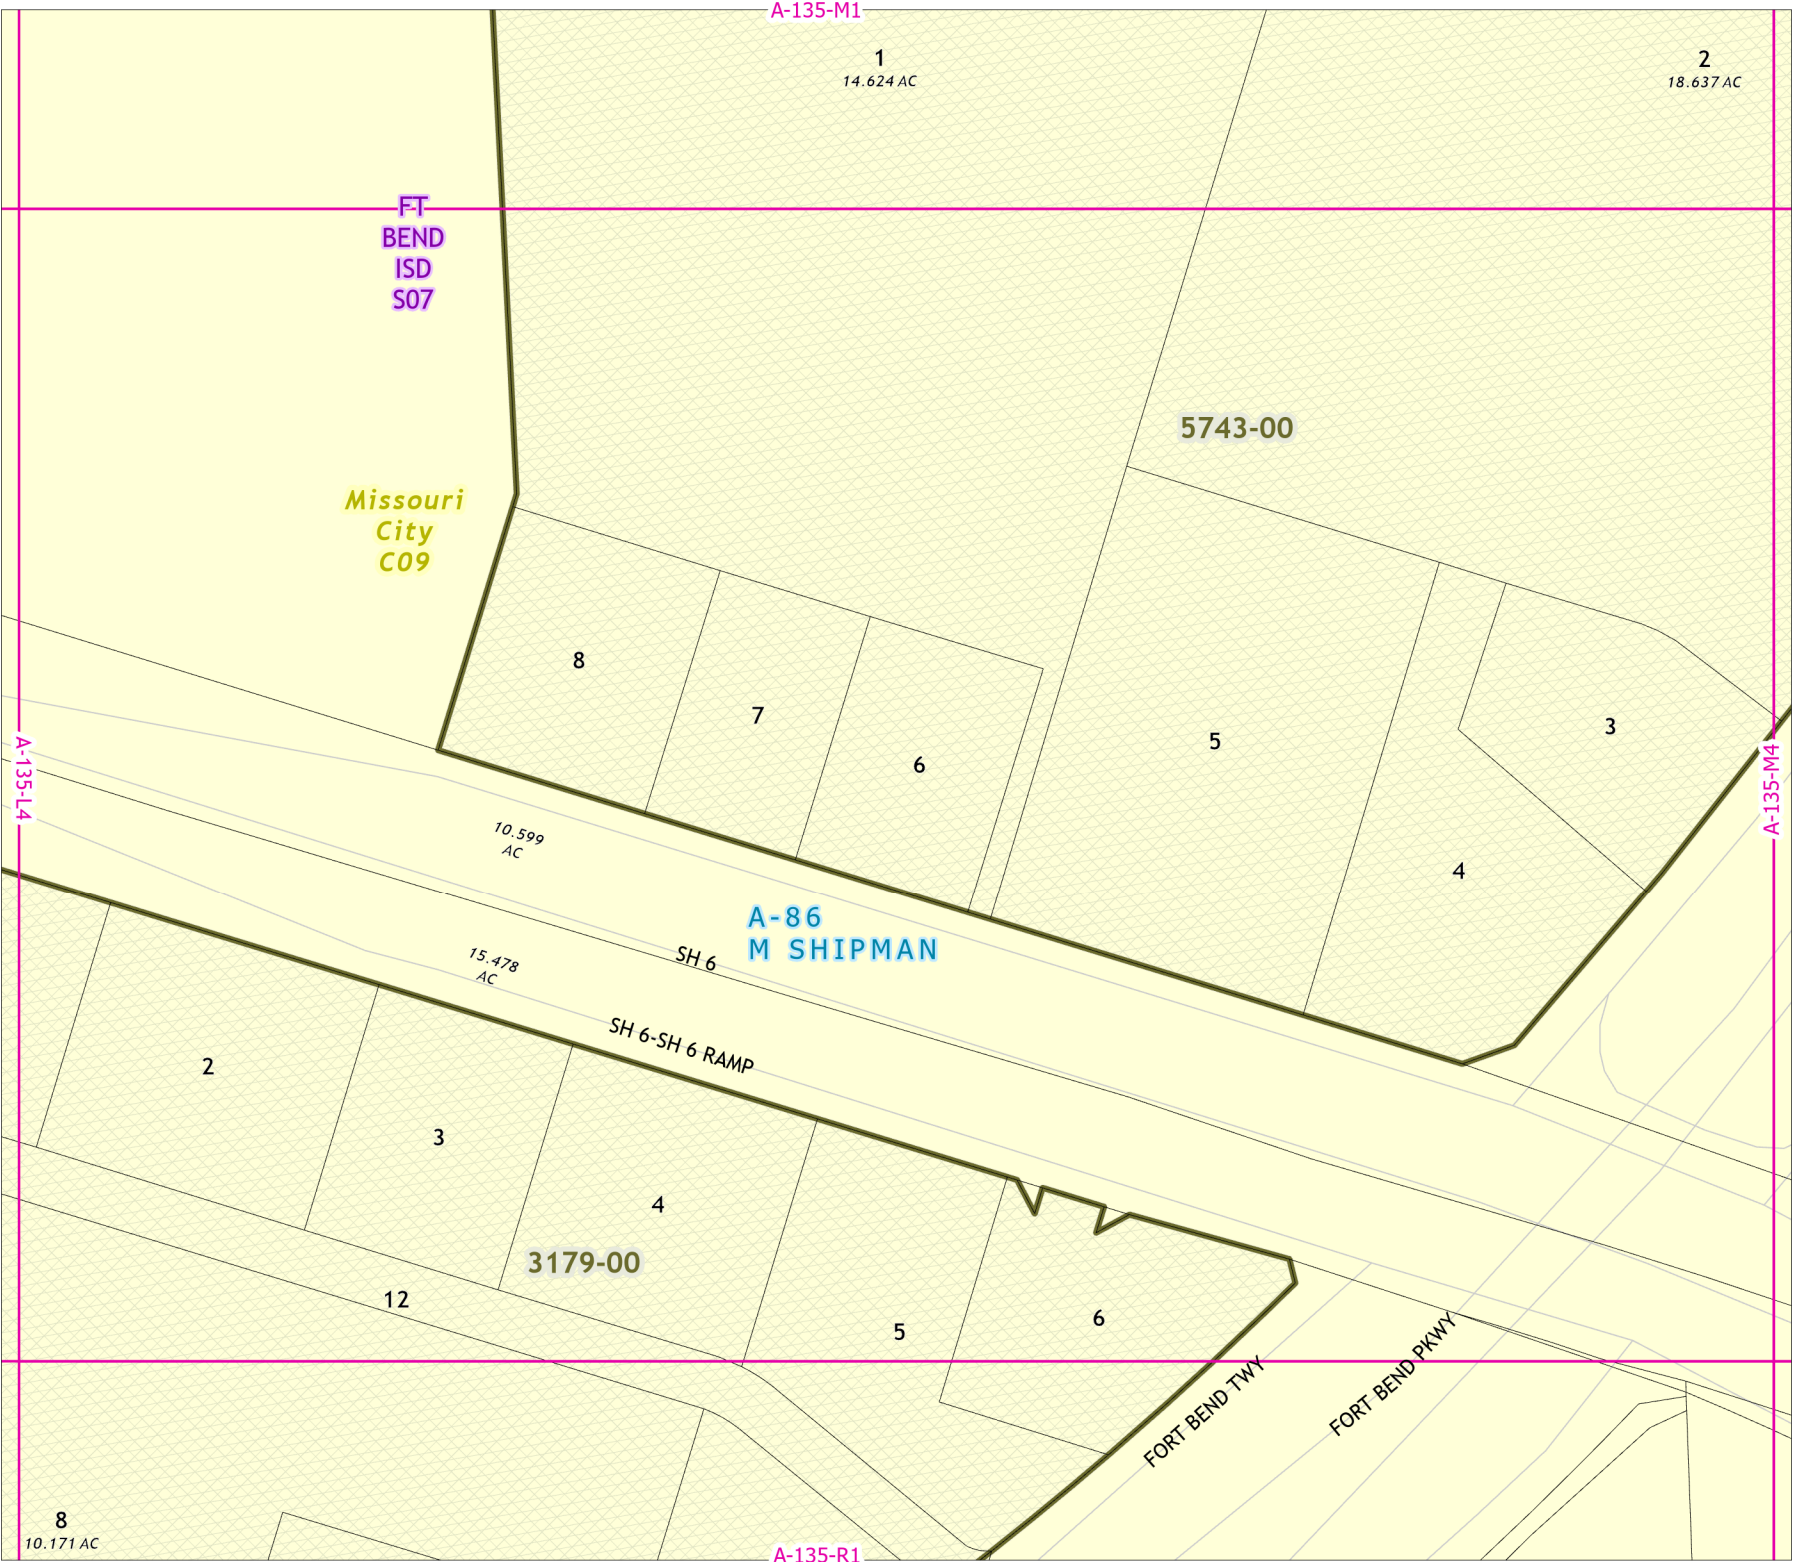 A-135-M1
1
14.624 AC
2
18.637 AC
FT
BEND
ISD
S07
5743-00
Missouri
City
C09
8
7
6
5
3
4
A-135-L4
A-135-M4
10.599
AC
A-86
M SHIPMAN
SH 6
15.478
AC
SH 6-SH 6 RAMP
2
3
4
3179-00
12
5
6
FORT BEND TWY
FORT BEND PKWY
8
10.171 AC
A-135-R1